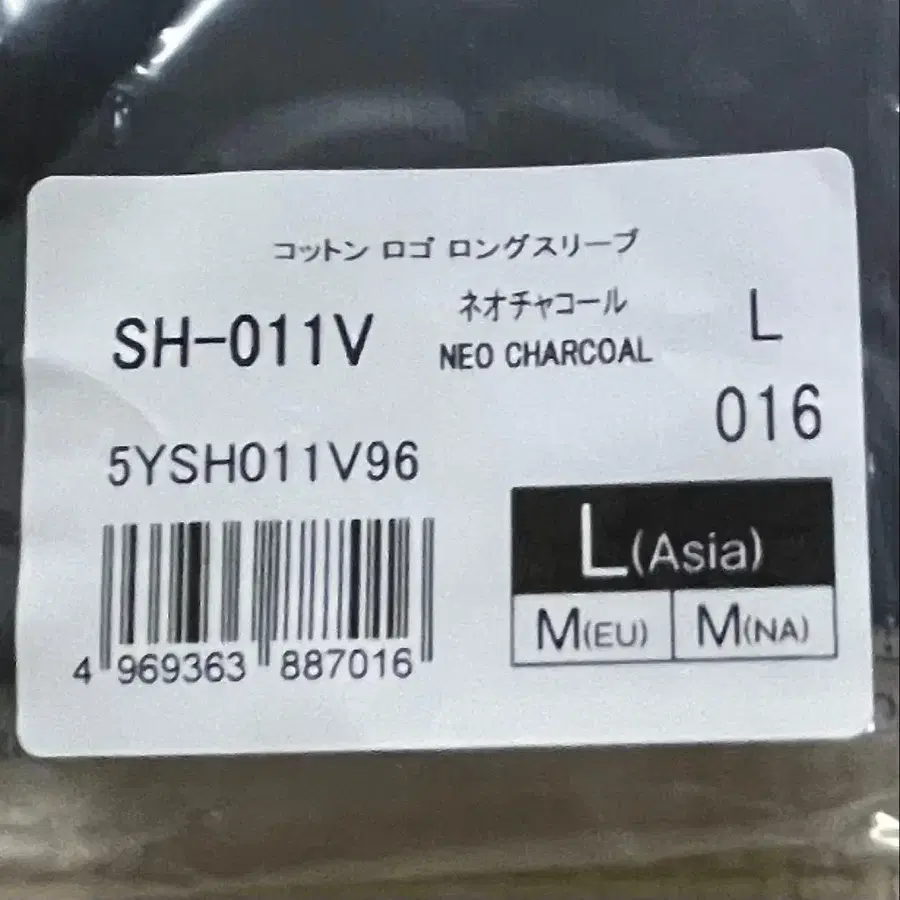 コットン ロゴ ロングスリーブ
SH-011V
ネオチャコール
NEO CHARCOAL
L
016
5YSH011V96
4 969363 887016
L(Asia)
M(EU) M(NA)